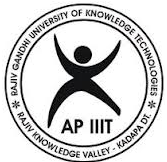 RAJIV GANDHI UNIVERSITY OF KNOWLEDGE TECHNOLOGIES
AP IIIT
RAJIV KNOWLEDGE VALLEY - KADAPA DT.